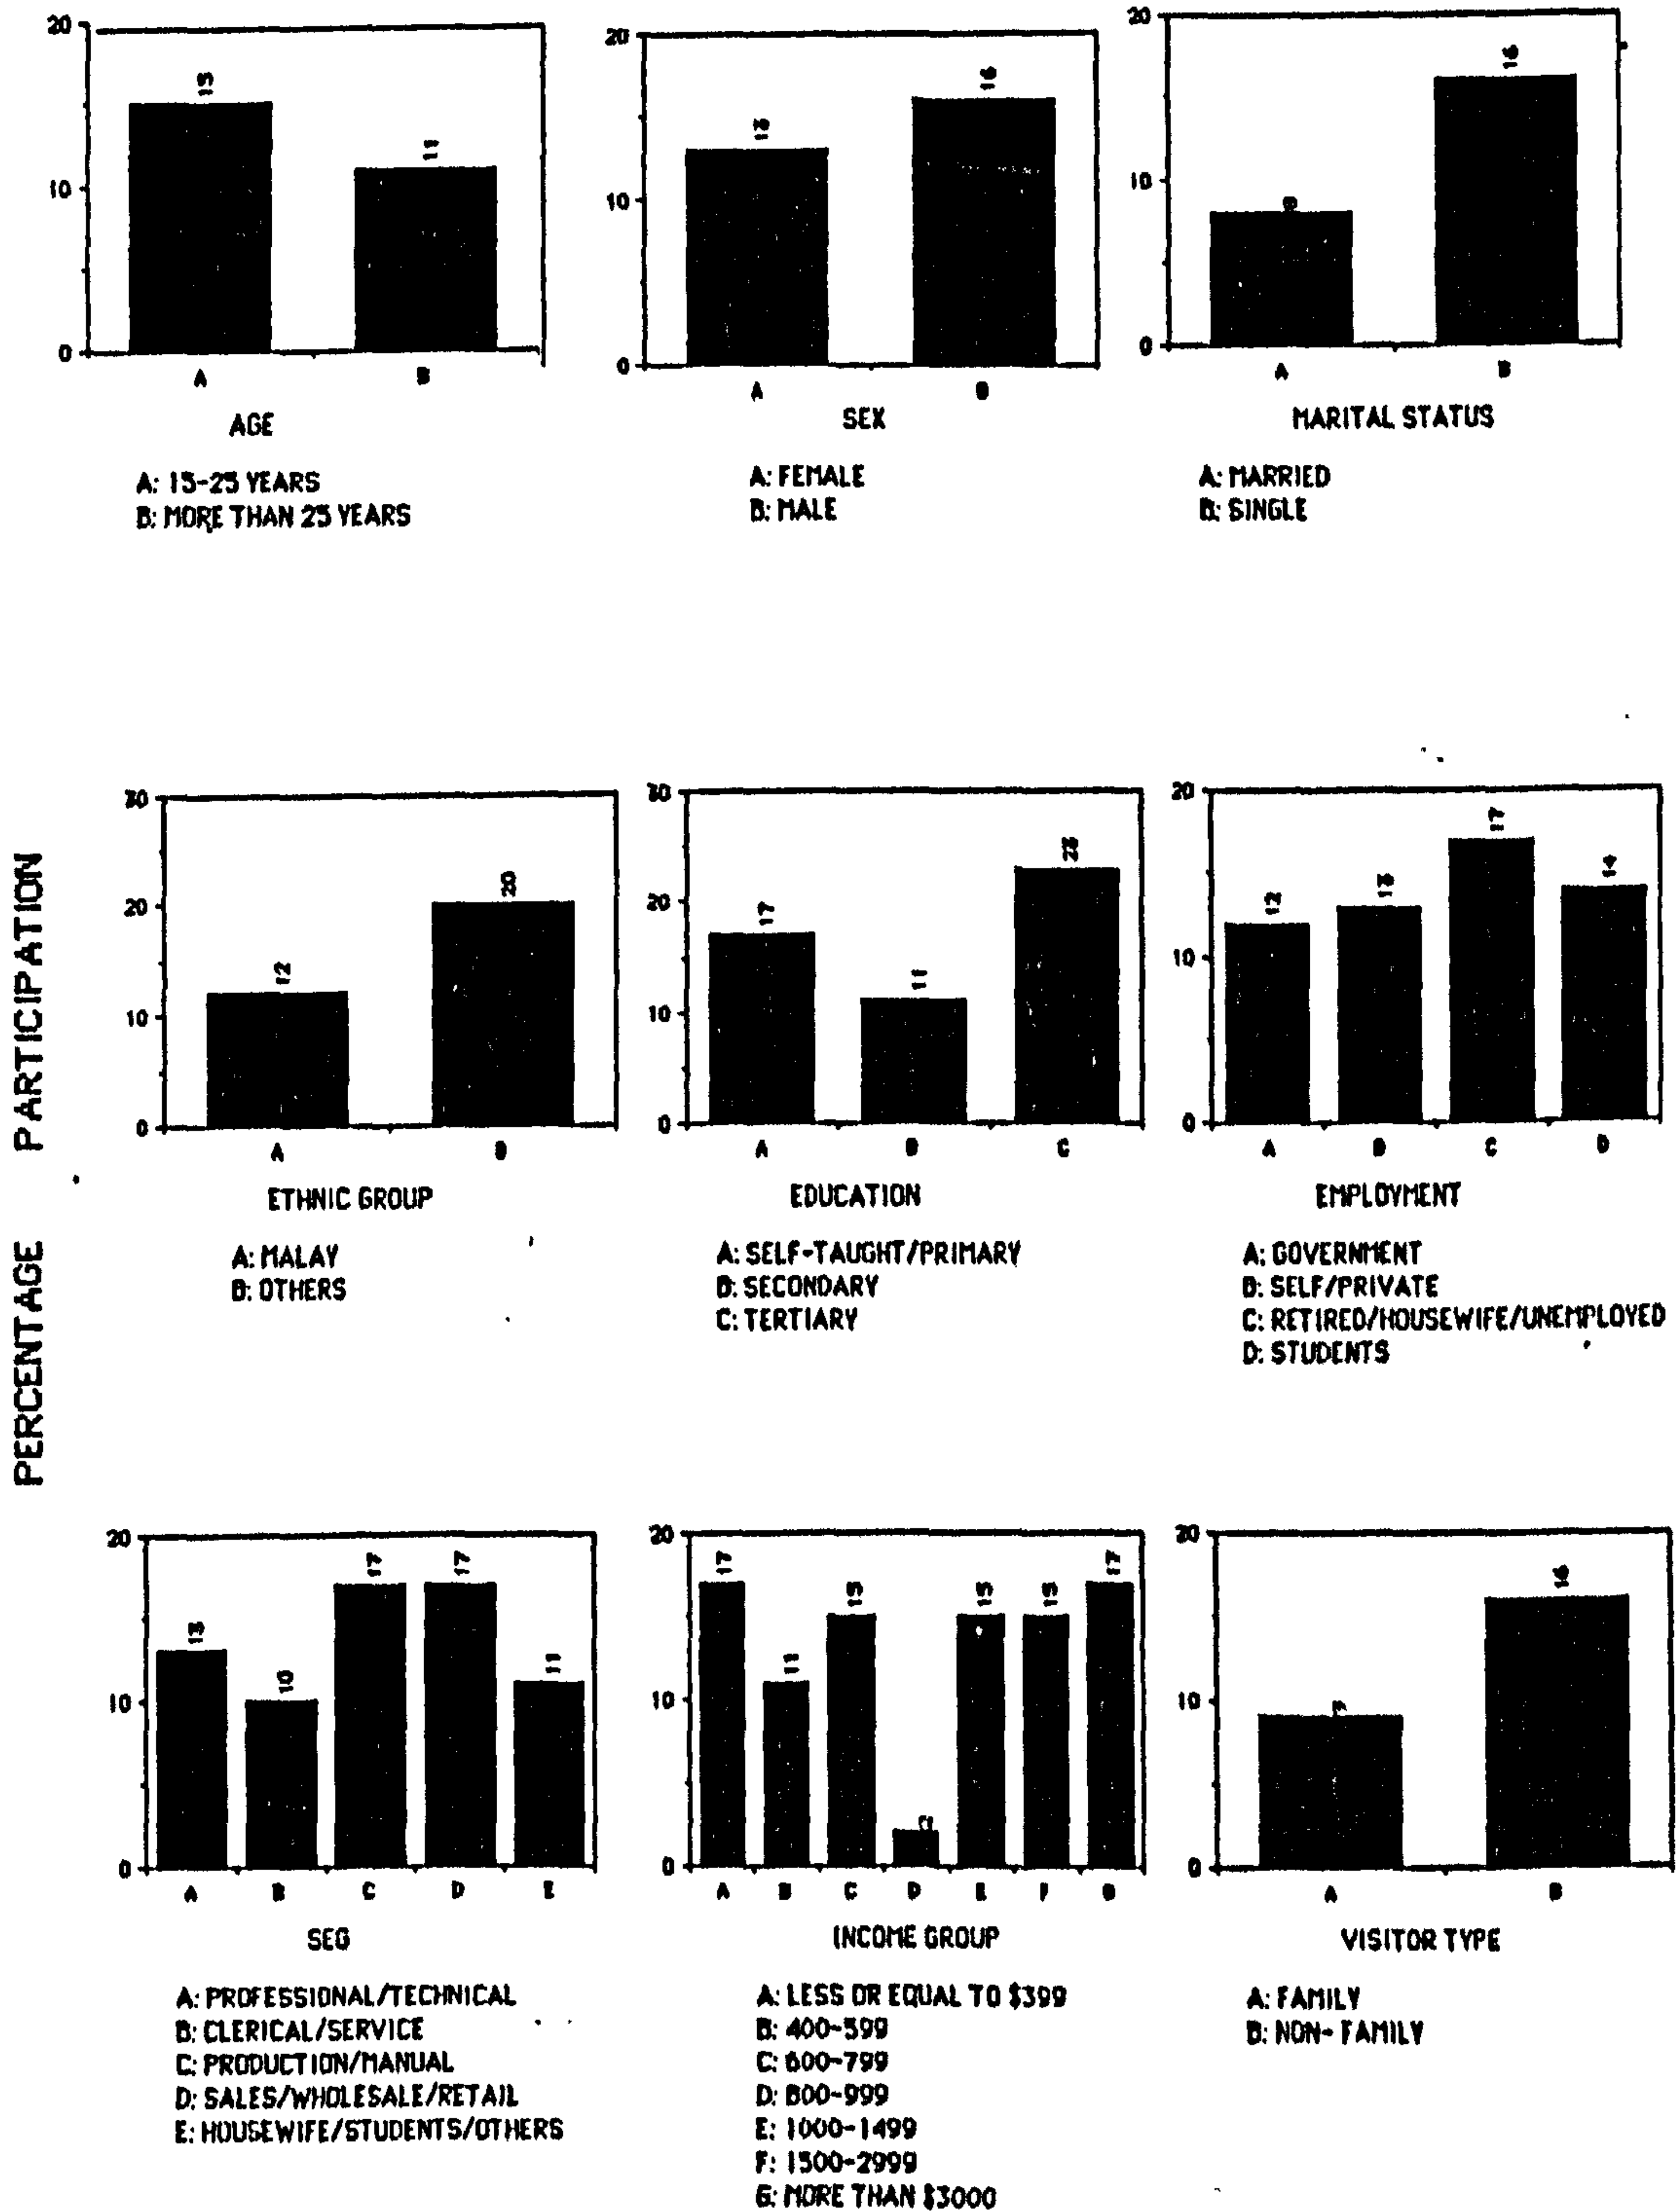 PERCENTAGE PARTICIPATION
20
10
0
15
11
A B
AGE
A: 15-25 YEARS
B: MORE THAN 25 YEARS
20
10
0
13
16
A B
SEX
A: FEMALE
B: MALE
20
10
0
8
16
A B
MARITAL STATUS
A: MARRIED
B: SINGLE
30
20
10
0
12
20
A B
ETHNIC GROUP
A: MALAY
B: OTHERS
30
20
10
0
17
11
23
A B C
EDUCATION
A: SELF-TAUGHT/PRIMARY
B: SECONDARY
C: TERTIARY
20
10
0
12
13
17
14
A B C D
EMPLOYMENT
A: GOVERNMENT
B: SELF/PRIVATE
C: RETIRED/HOUSEWIFE/UNEMPLOYED
D: STUDENTS
20
10
0
13
10
17
17
11
A B C D E
SEG
A: PROFESSIONAL/TECHNICAL
B: CLERICAL/SERVICE
C: PRODUCTION/MANUAL
D: SALES/WHOLESALE/RETAIL
E: HOUSEWIFE/STUDENTS/OTHERS
20
10
0
17
11
15
2
15
15
17
A B C D E F G
INCOME GROUP
A: LESS OR EQUAL TO $399
B: 400-599
C: 600-799
D: 800-999
E: 1000-1499
F: 1500-2999
G: MORE THAN $3000
20
10
0
9
16
A B
VISITOR TYPE
A: FAMILY
B: NON- FAMILY